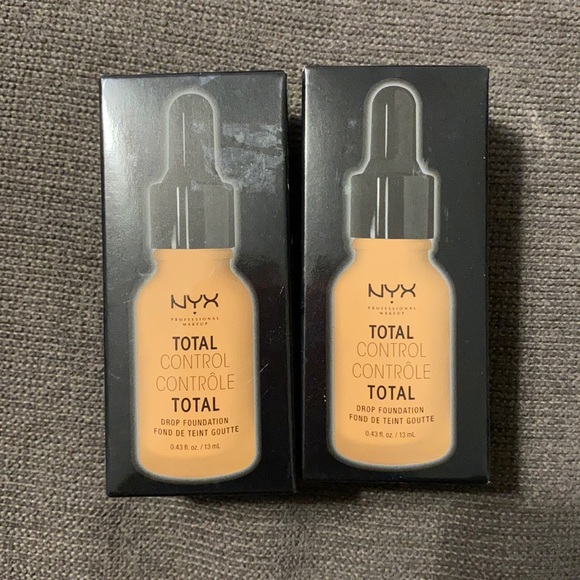 NYX
PROFESSIONAL
MAKEUP
TOTAL
CONTROL
CONTRÔLE
TOTAL
DROP FOUNDATION
FOND DE TEINT GOUTTE
0.43 fl. oz. / 13 mL
NYX
PROFESSIONAL
MAKEUP
TOTAL
CONTROL
CONTRÔLE
TOTAL
DROP FOUNDATION
FOND DE TEINT GOUTTE
0.43 fl. oz. / 13 mL